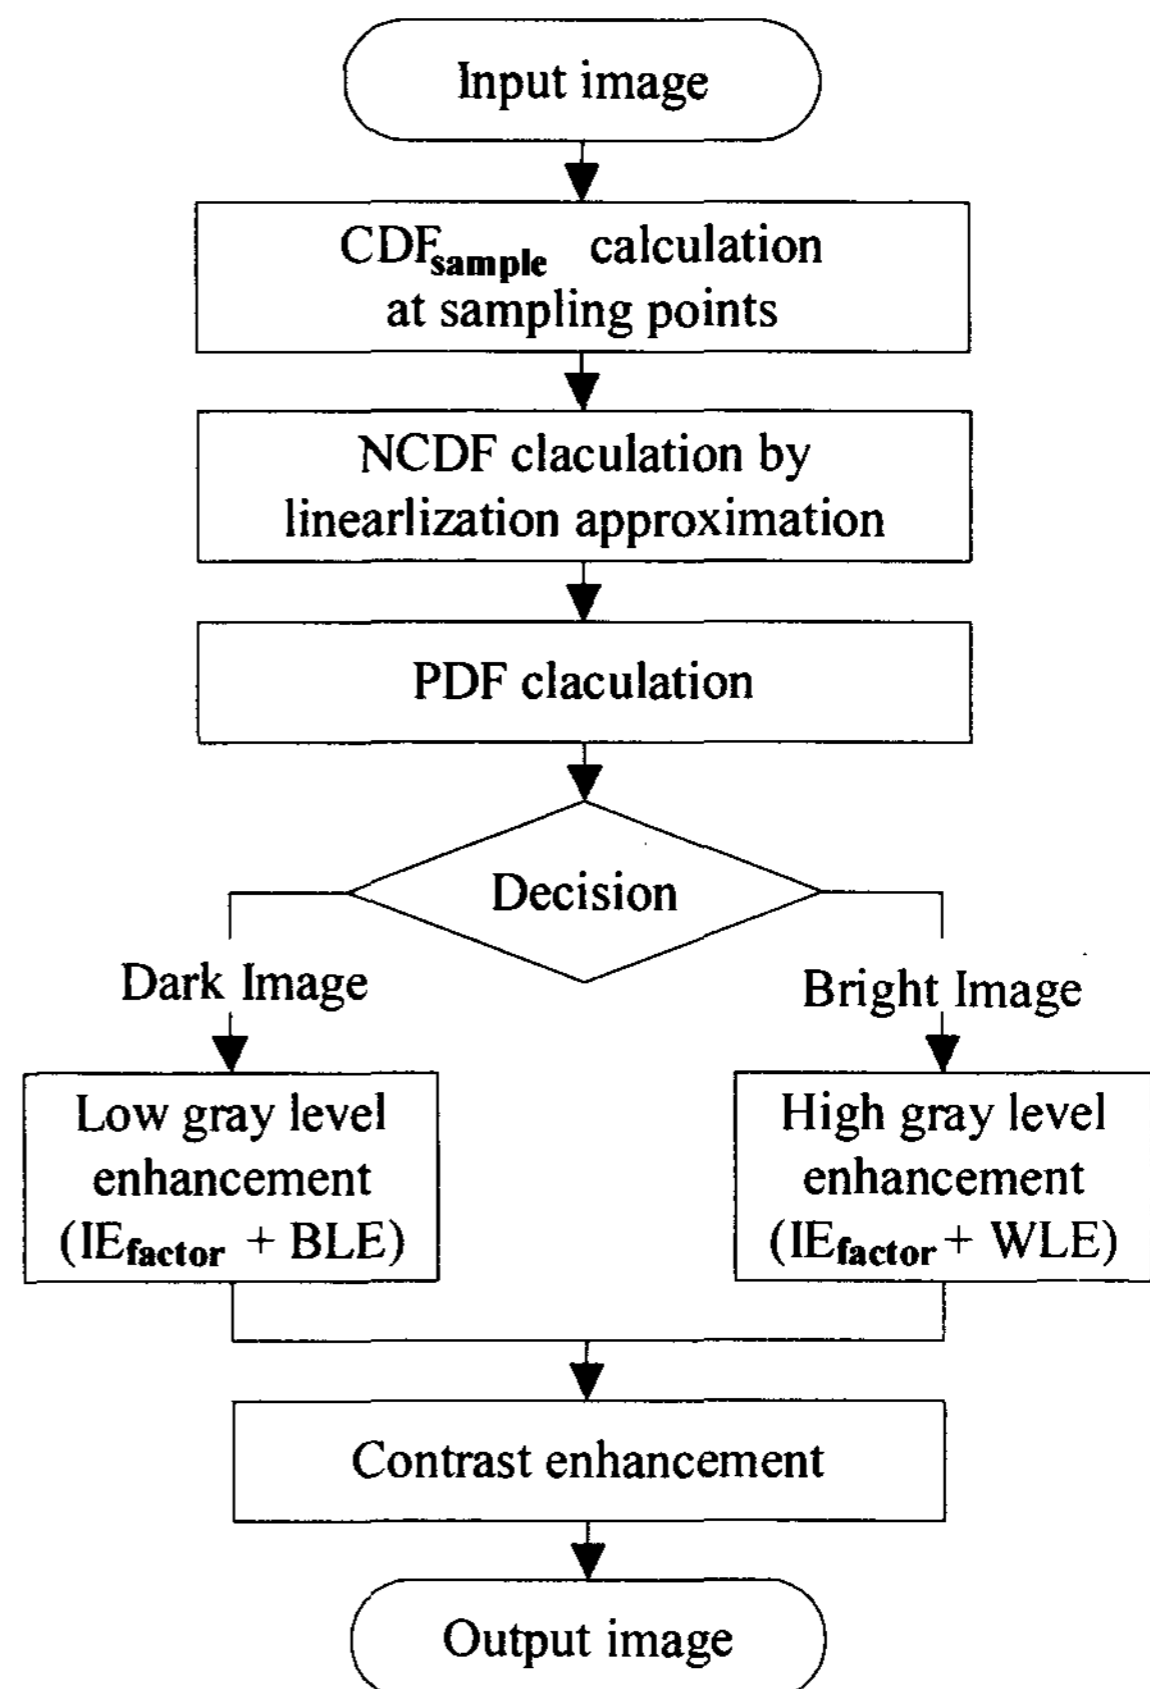 Input image
CDFsample calculation
at sampling points
NCDF claculation by
linearlization approximation
PDF claculation
Decision
Dark Image
Bright Image
Low gray level
enhancement
(IEfactor + BLE)
High gray level
enhancement
(IEfactor + WLE)
Contrast enhancement
Output image